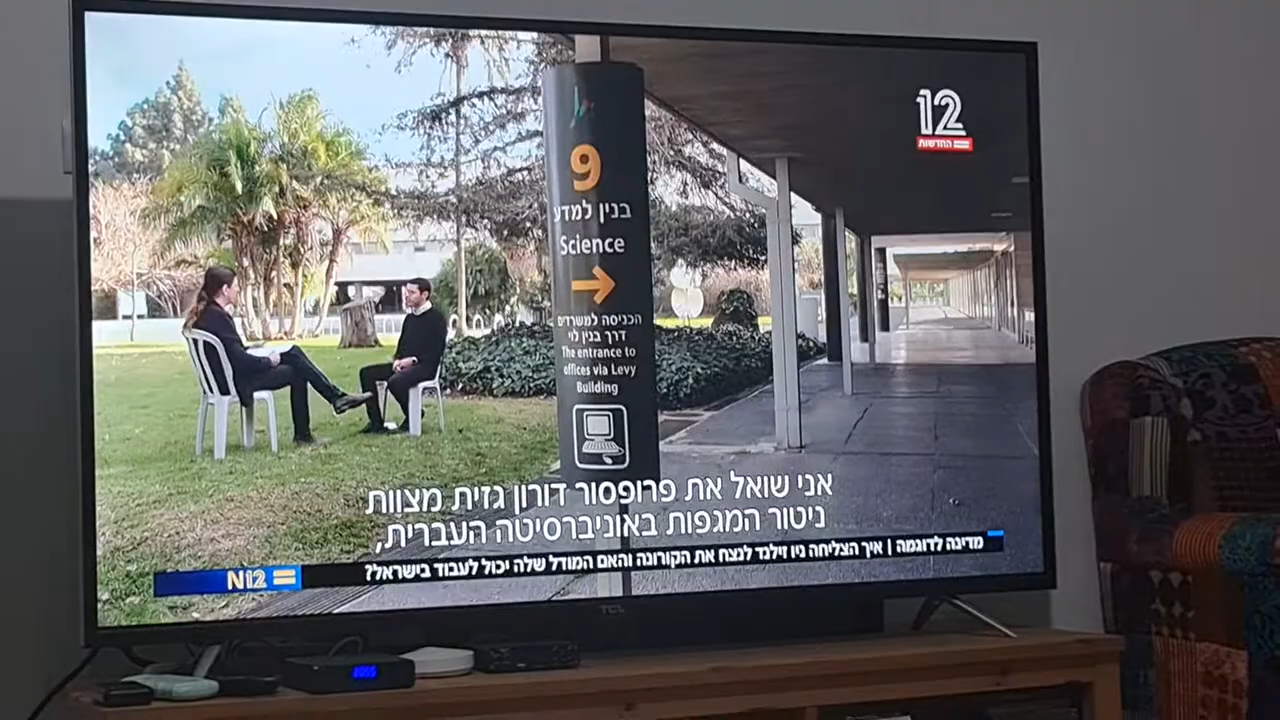 12
החדשות
9
בנין למדע
Science
הכניסה למשרדים
דרך בנין לוי
The entrance to
offices via Levy
Building
אני שואל את פרופסור דורון גזית מצוות
ניטור המגפות באוניברסיטה העברית,
מדינה לדוגמה | איך הצליחה ניו זילנד לנצח את הקורונה והאם המודל שלה יכול לעבוד בישראל?
N12
TCL